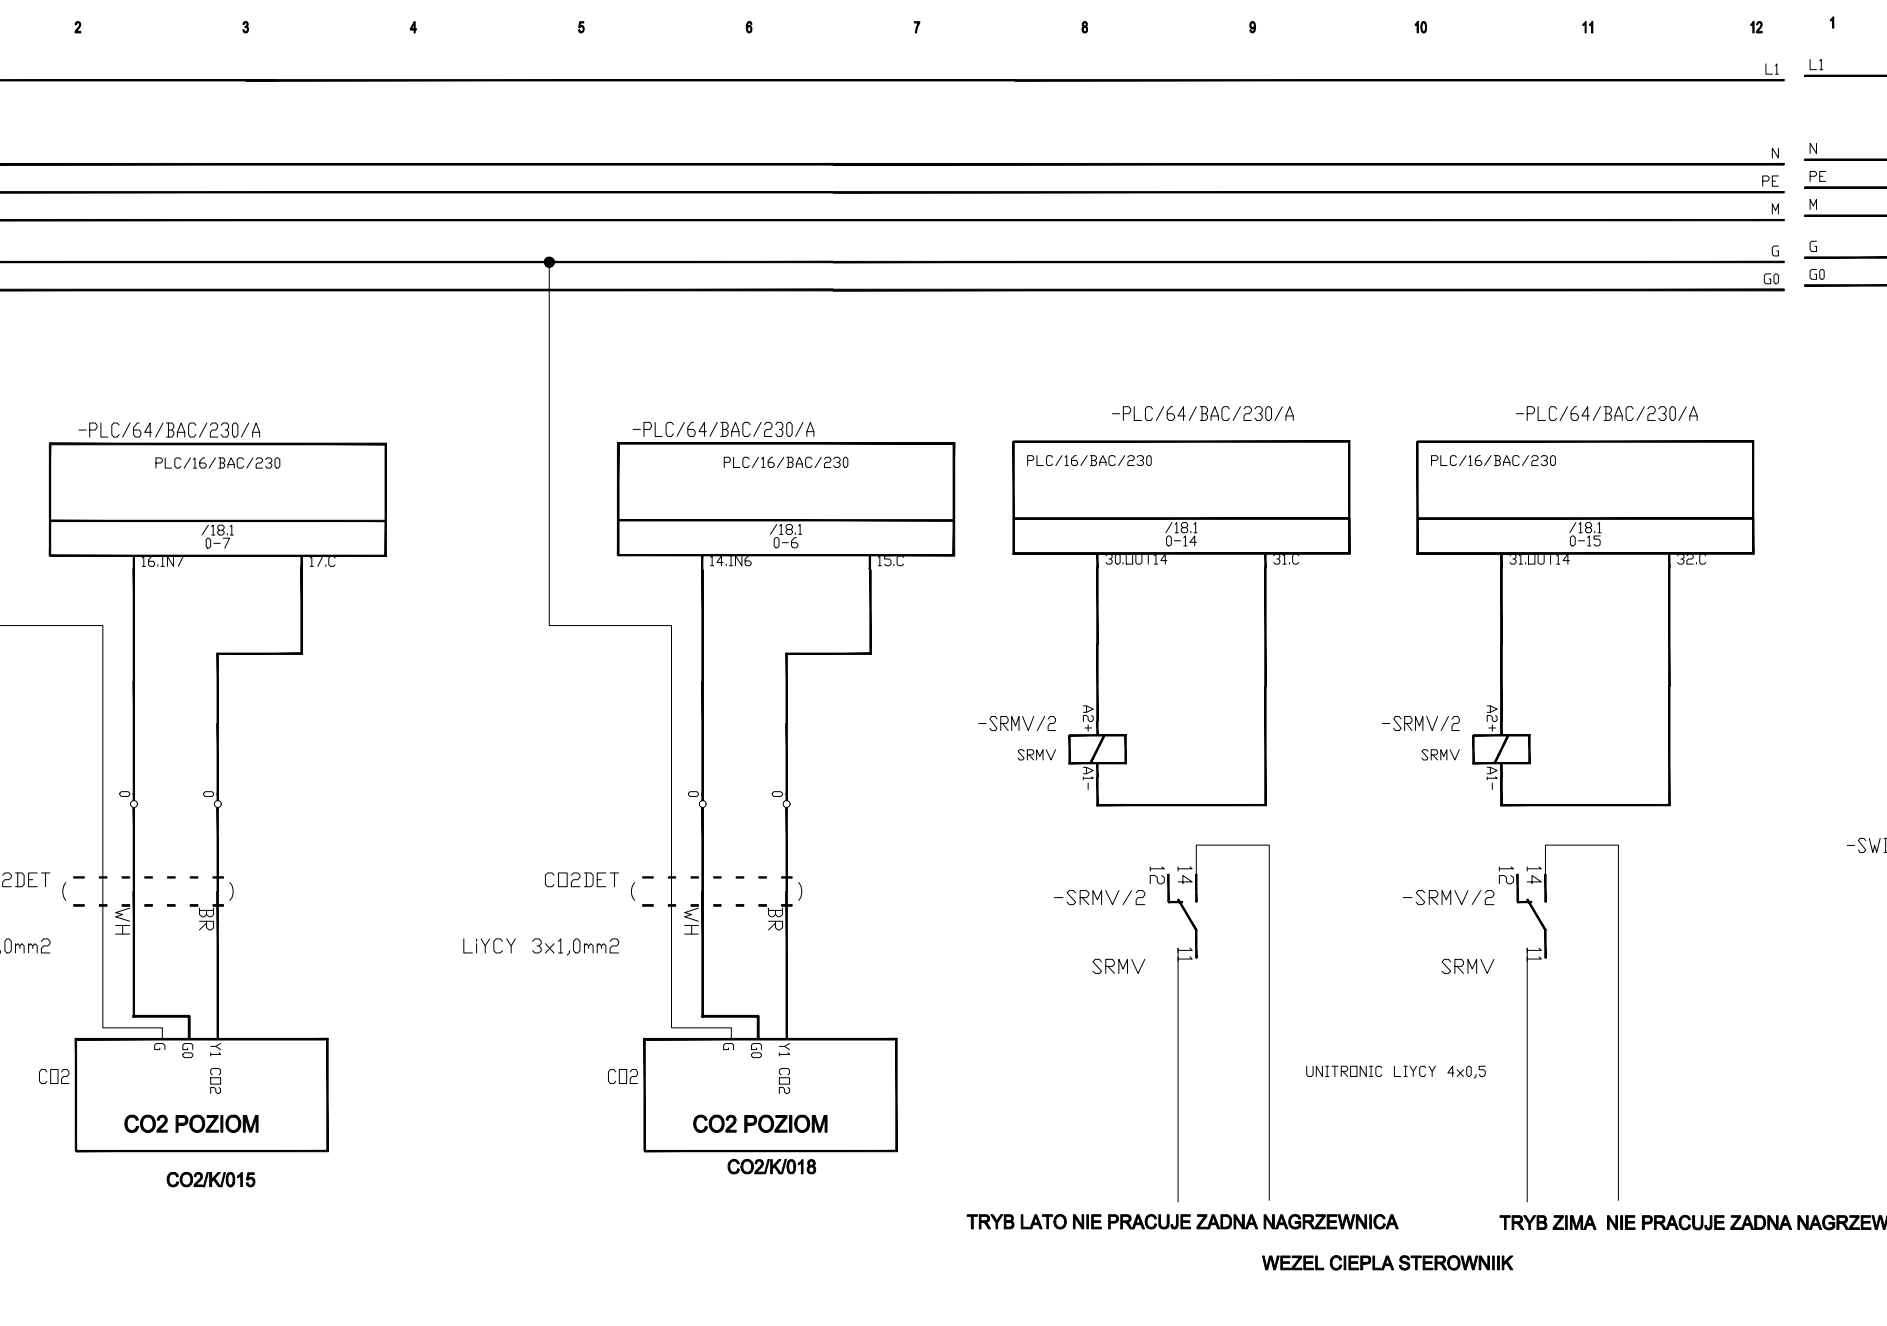 2 3 4 5 6 7 8 9 10 11 12 1
L1 L1
N N
PE PE
M M
G G
G0 G0
-PLC/64/BAC/230/A -PLC/64/BAC/230/A -PLC/64/BAC/230/A -PLC/64/BAC/230/A
PLC/16/BAC/230 PLC/16/BAC/230 PLC/16/BAC/230 PLC/16/BAC/230
/18.1 /18.1 /18.1 /18.1
0-7 0-6 0-14 0-15
16.IN7 17.C 14.IN6 15.C 30.OUT14 31.C 31.OUT14 32.C
A2+ A2+
-SRMV/2 -SRMV/2
SRMV SRMV
A1- A1-
0 0 0 0
-SWI
12 14 12 14
2DET CO2DET
-SRMV/2 -SRMV/2
WH BR WH BR
,0mm2 LiYCY 3x1,0mm2
11 11
SRMV SRMV
G G0 Y1 G G0 Y1
CO2 CO2 CO2 CO2
UNITRONIC LIYCY 4x0,5
CO2 POZIOM CO2 POZIOM
CO2/K/015 CO2/K/018
TRYB LATO NIE PRACUJE ZADNA NAGRZEWNICA TRYB ZIMA NIE PRACUJE ZADNA NAGRZEW
WEZEL CIEPLA STEROWNIIK